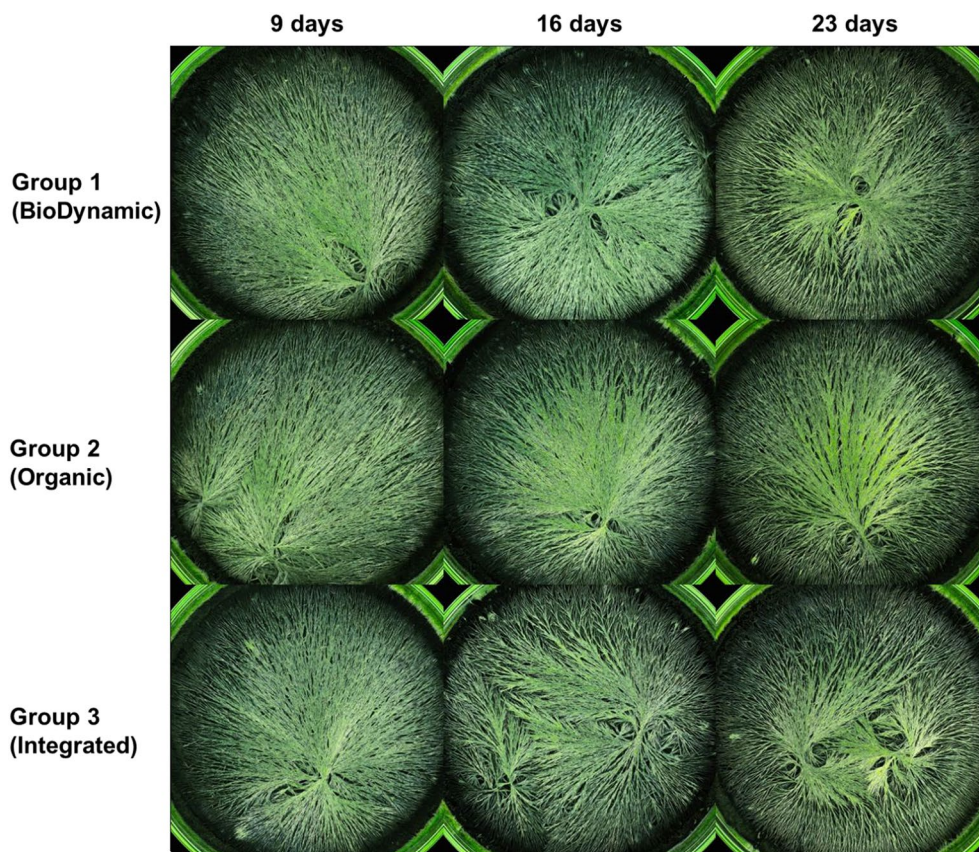 9 days
16 days
23 days
Group 1
(BioDynamic)
Group 2
(Organic)
Group 3
(Integrated)